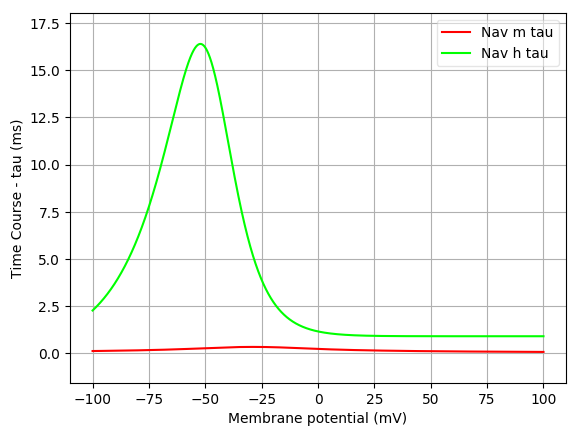 17.5
15.0
12.5
10.0
7.5
5.0
2.5
0.0
Time Course - tau (ms)
Nav m tau
Nav h tau
−100 −75 −50 −25 0 25 50 75 100
Membrane potential (mV)